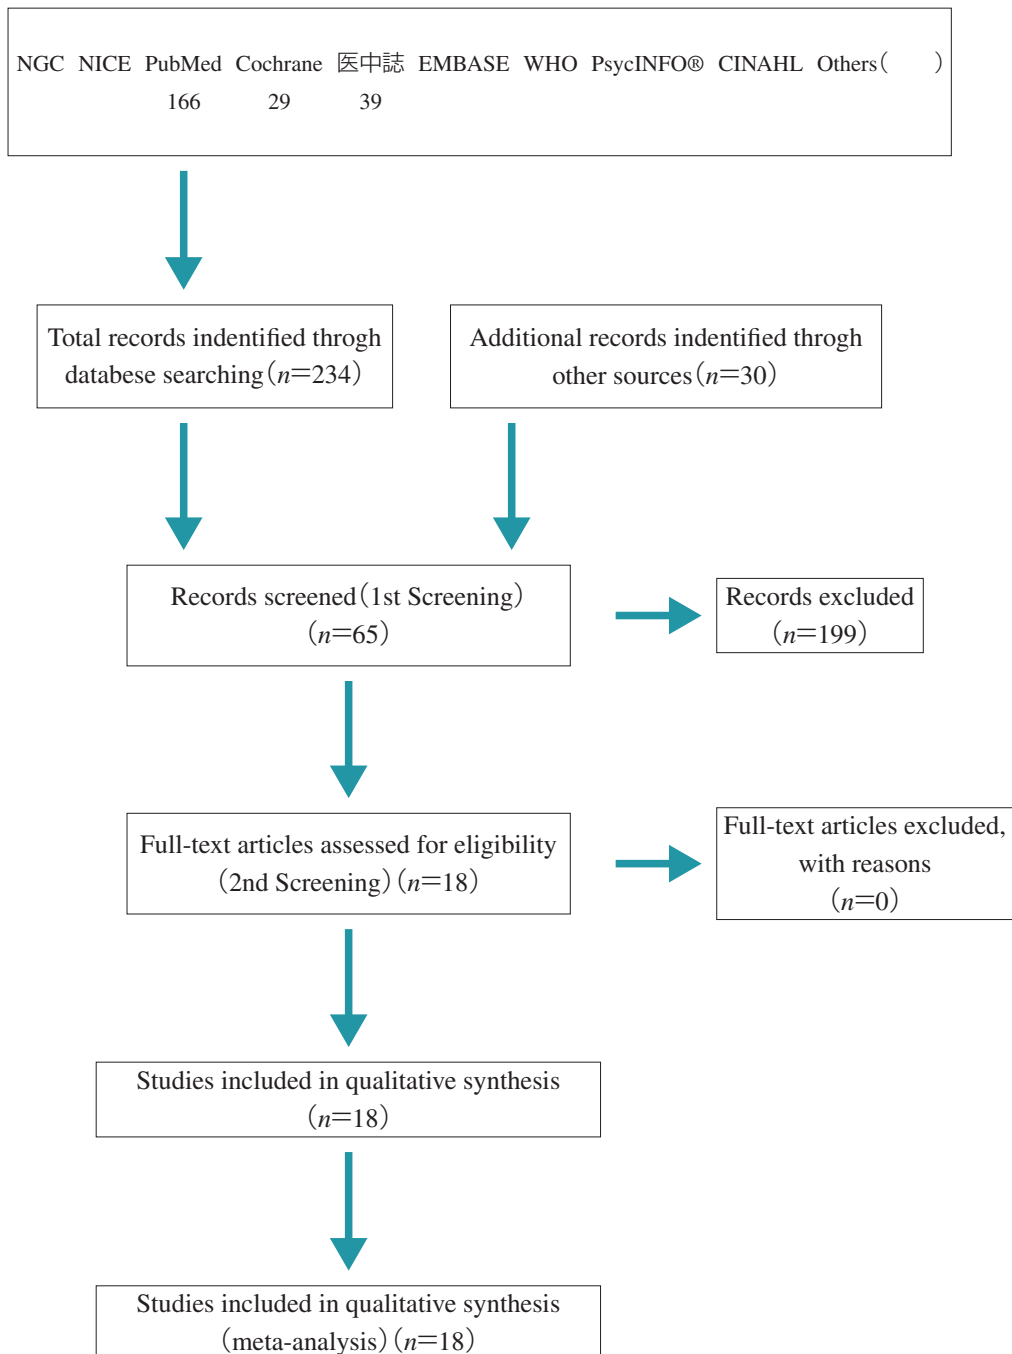 NGC NICE PubMed Cochrane 医中誌 EMBASE WHO PsycINFO® CINAHL Others(　　)
166 29 39
Total records indentified throgh
databese searching(n=234)
Additional records indentified throgh
other sources(n=30)
Records screened(1st Screening)
(n=65)
Records excluded
(n=199)
Full-text articles assessed for eligibility
(2nd Screening)(n=18)
Full-text articles excluded,
with reasons
(n=0)
Studies included in qualitative synthesis
(n=18)
Studies included in qualitative synthesis
(meta-analysis)(n=18)